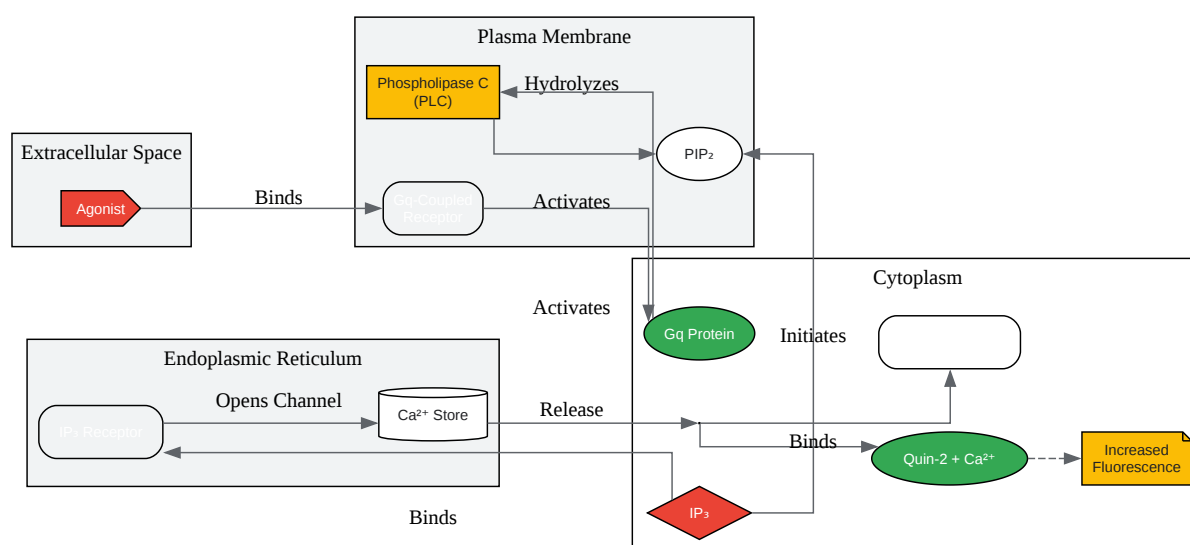 Plasma Membrane
Phospholipase C
(PLC)
Hydrolyzes
PIP₂
Extracellular Space
Agonist
Binds
Gq-Coupled
Receptor
Activates
Cytoplasm
Activates
Gq Protein
Initiates
Endoplasmic Reticulum
Opens Channel
IP₃ Receptor
Ca²⁺ Store
Release
Binds
Quin-2 + Ca²⁺
Increased
Fluorescence
IP₃
Binds